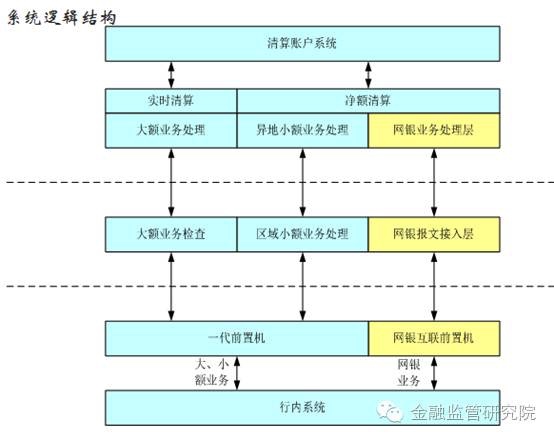 系统逻辑结构
清算账户系统
实时清算
净额清算
大额业务处理
异地小额业务处理
网银业务处理层
大额业务检查
区域小额业务处理
网银报文接入层
一代前置机
网银互联前置机
大、小
额业务
网银
业务
行内系统
金融监管研究院